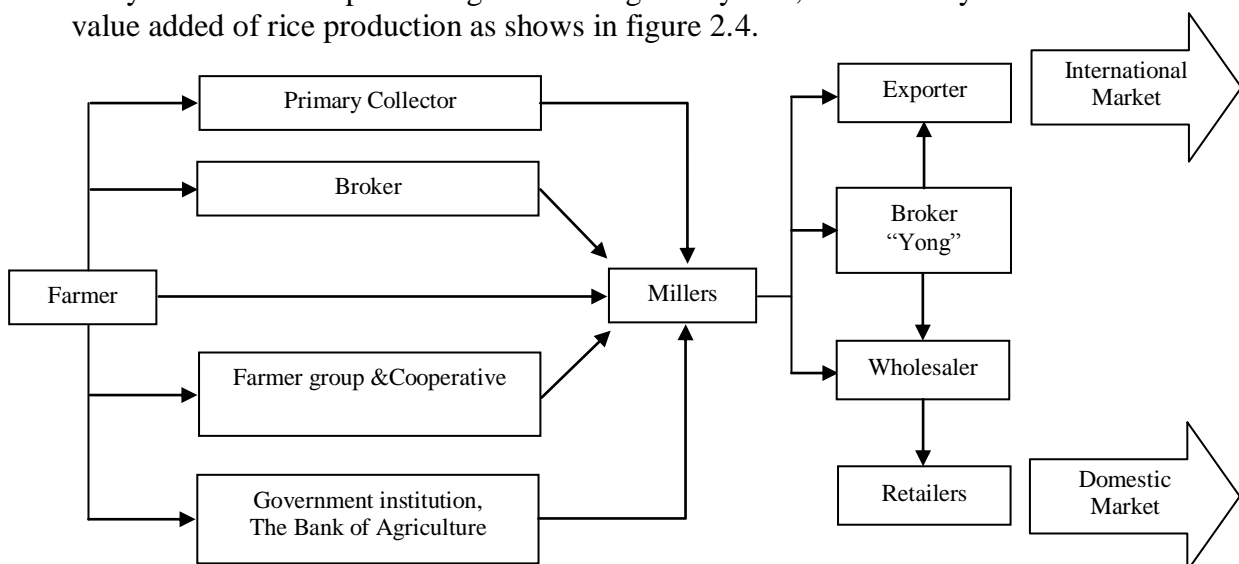 value added of rice production as shows in figure 2.4.
Primary Collector
Broker
Farmer
Farmer group &Cooperative
Government institution,
The Bank of Agriculture
Millers
Exporter
Broker
“Yong”
Wholesaler
Retailers
International
Market
Domestic
Market